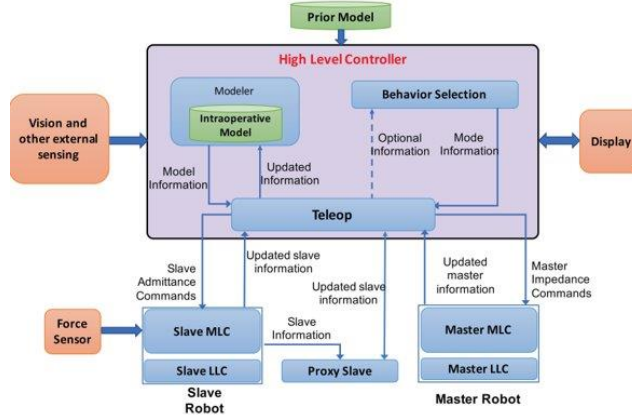 Prior Model
High Level Controller
Modeler
Intraoperative
Model
Behavior Selection
Vision and
other external
sensing
Display
Model
Information
Updated
Information
Optional
Information
Mode
Information
Teleop
Slave
Admittance
Commands
Updated slave
information
Updated slave
information
Updated
master
information
Master
Impedance
Commands
Force
Sensor
Slave MLC
Slave
Information
Master MLC
Slave LLC
Proxy Slave
Master LLC
Slave
Robot
Master Robot